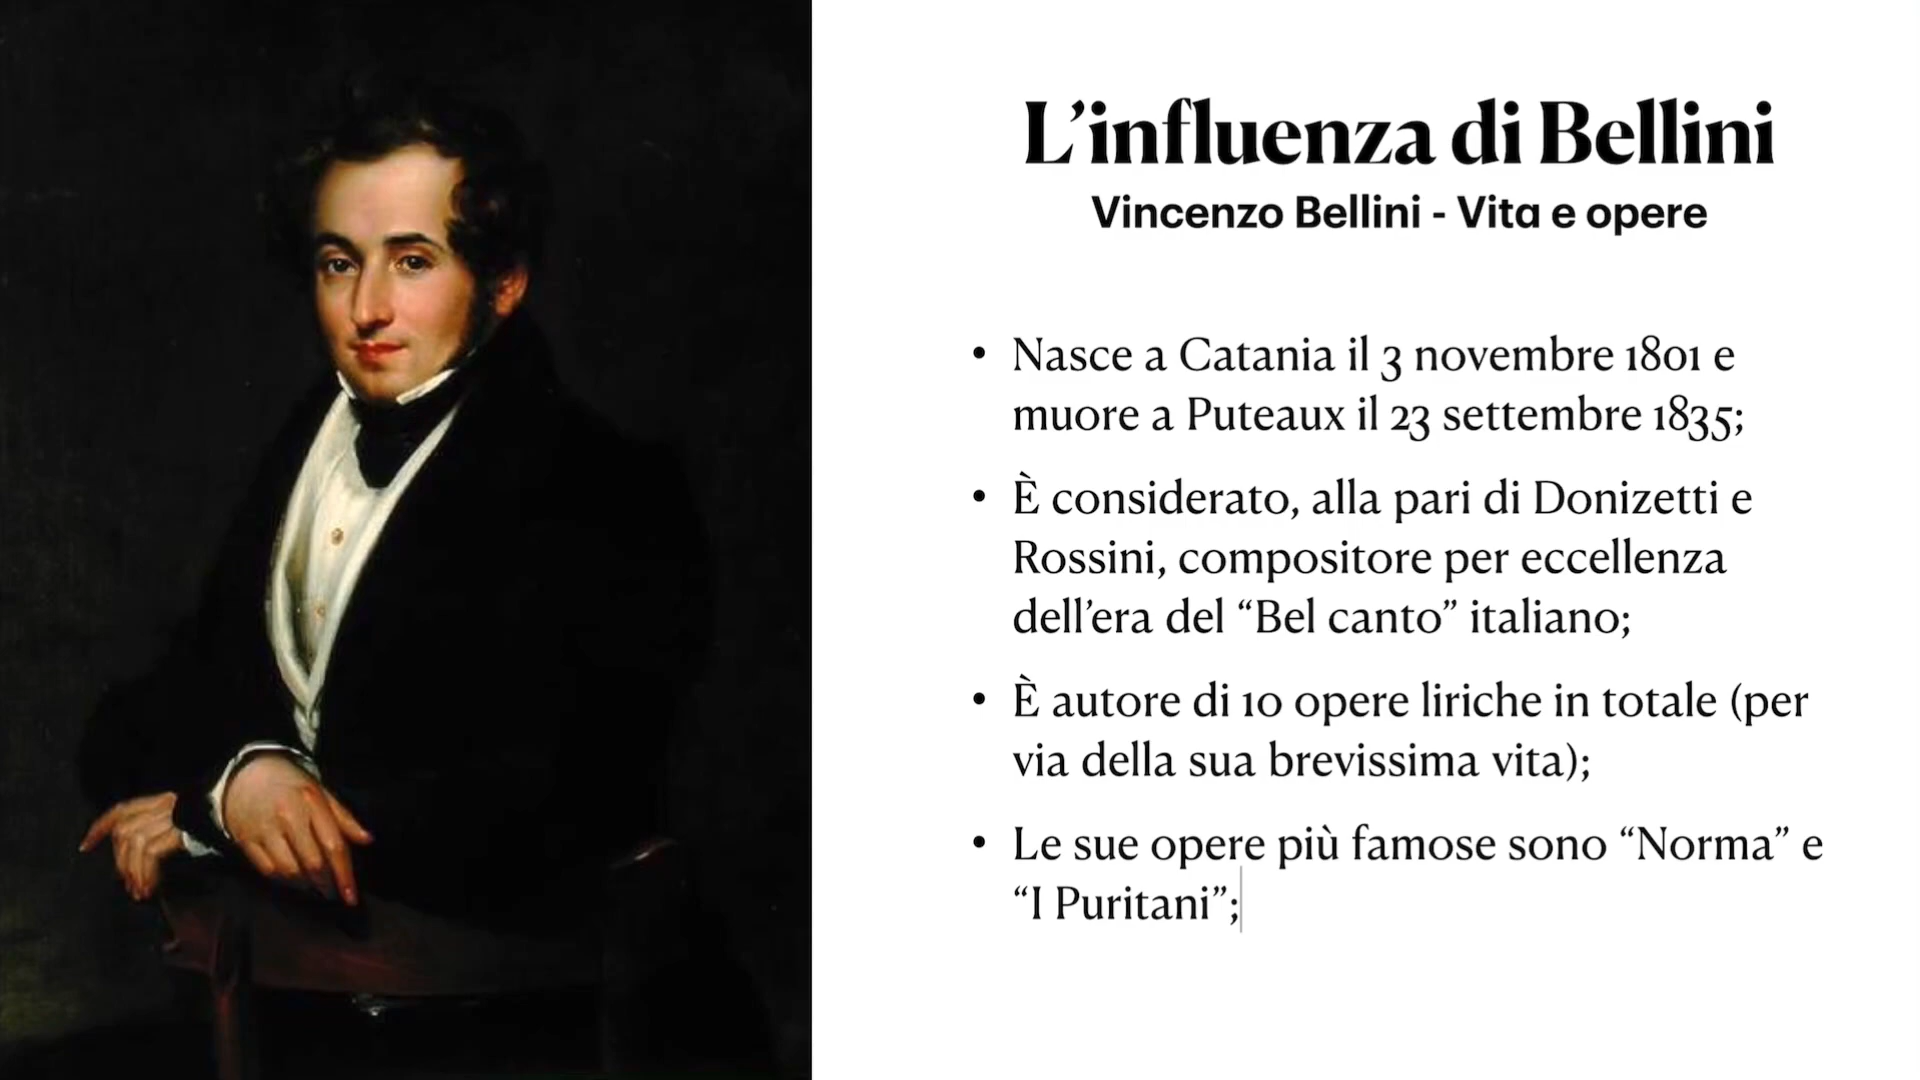 L’influenza di Bellini
Vincenzo Bellini - Vita e opere
• Nasce a Catania il 3 novembre 1801 e
muore a Puteaux il 23 settembre 1835;
• È considerato, alla pari di Donizetti e
Rossini, compositore per eccellenza
dell’era del “Bel canto” italiano;
• È autore di 10 opere liriche in totale (per
via della sua brevissima vita);
• Le sue opere più famose sono “Norma” e
“I Puritani”;